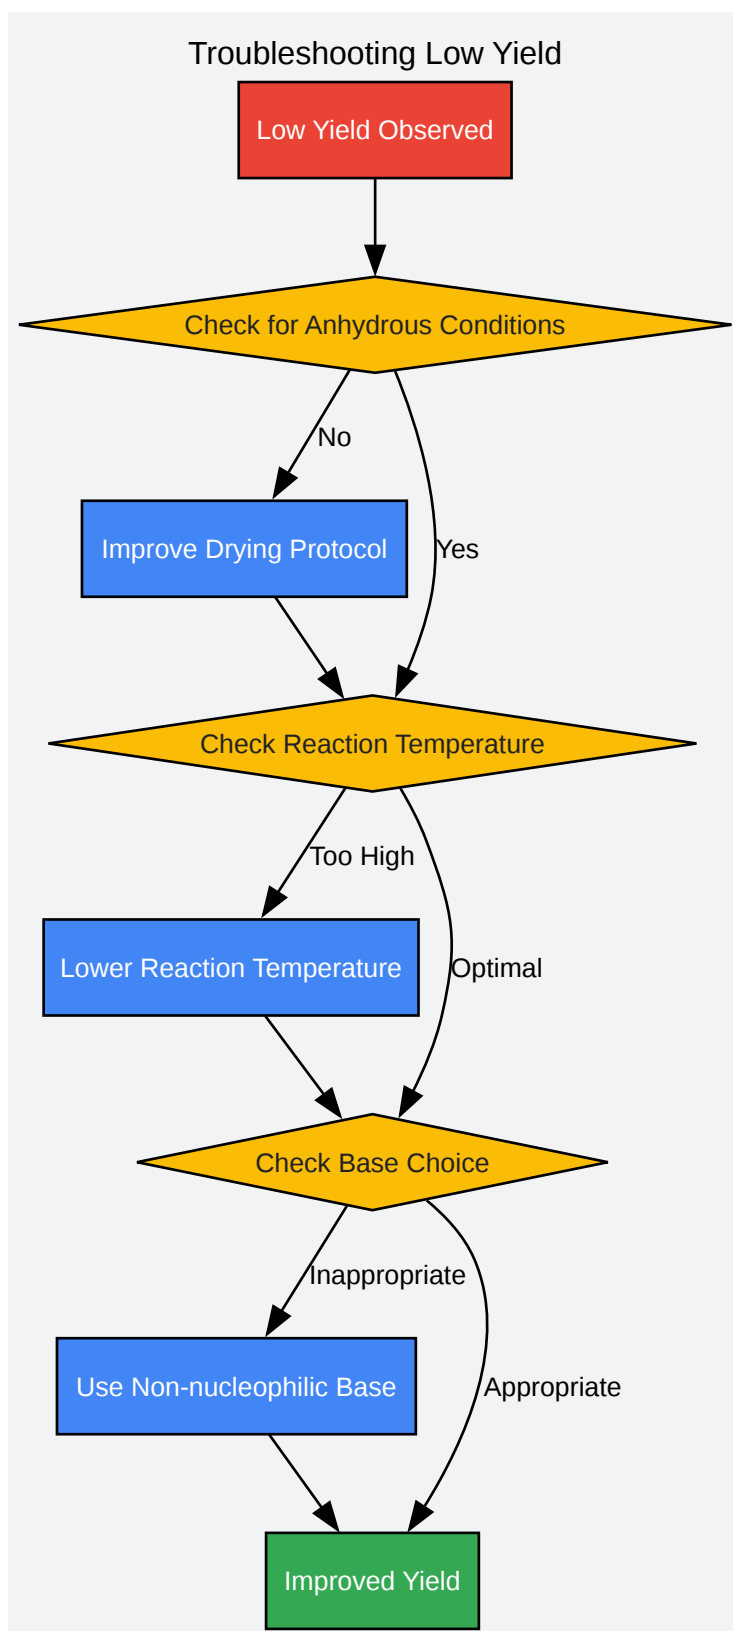 Troubleshooting Low Yield
Low Yield Observed
Check for Anhydrous Conditions
No
Improve Drying Protocol
Yes
Check Reaction Temperature
Too High
Lower Reaction Temperature
Optimal
Check Base Choice
Inappropriate
Use Non-nucleophilic Base
Appropriate
Improved Yield